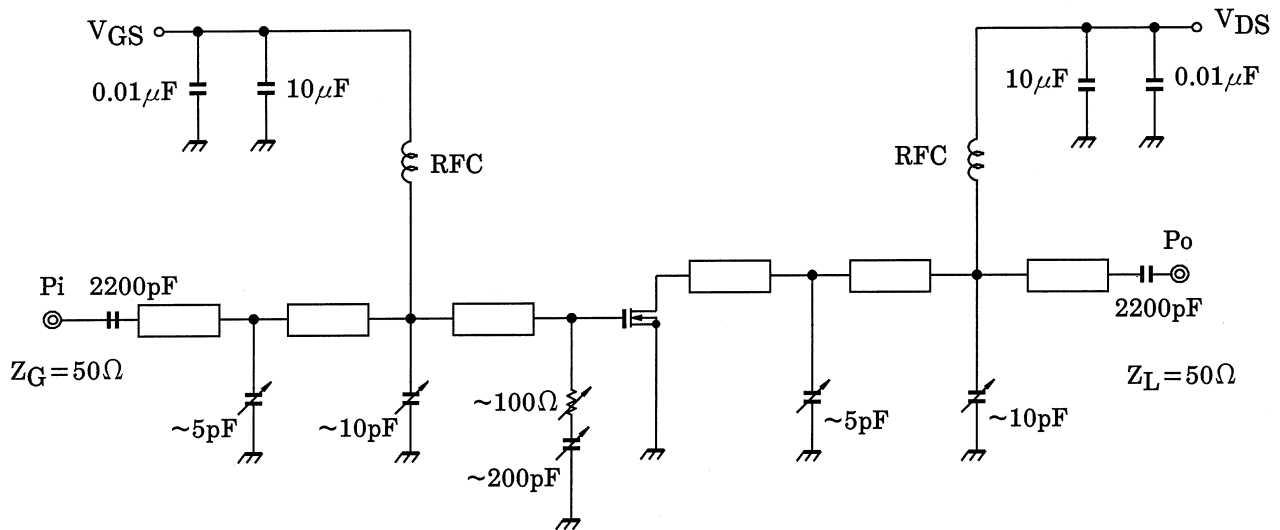 VGS
0.01μF
10μF
RFC
Pi
2200pF
ZG=50Ω
~5pF
~10pF
~100Ω
~200pF
VDS
10μF
0.01μF
RFC
Po
2200pF
ZL=50Ω
~5pF
~10pF